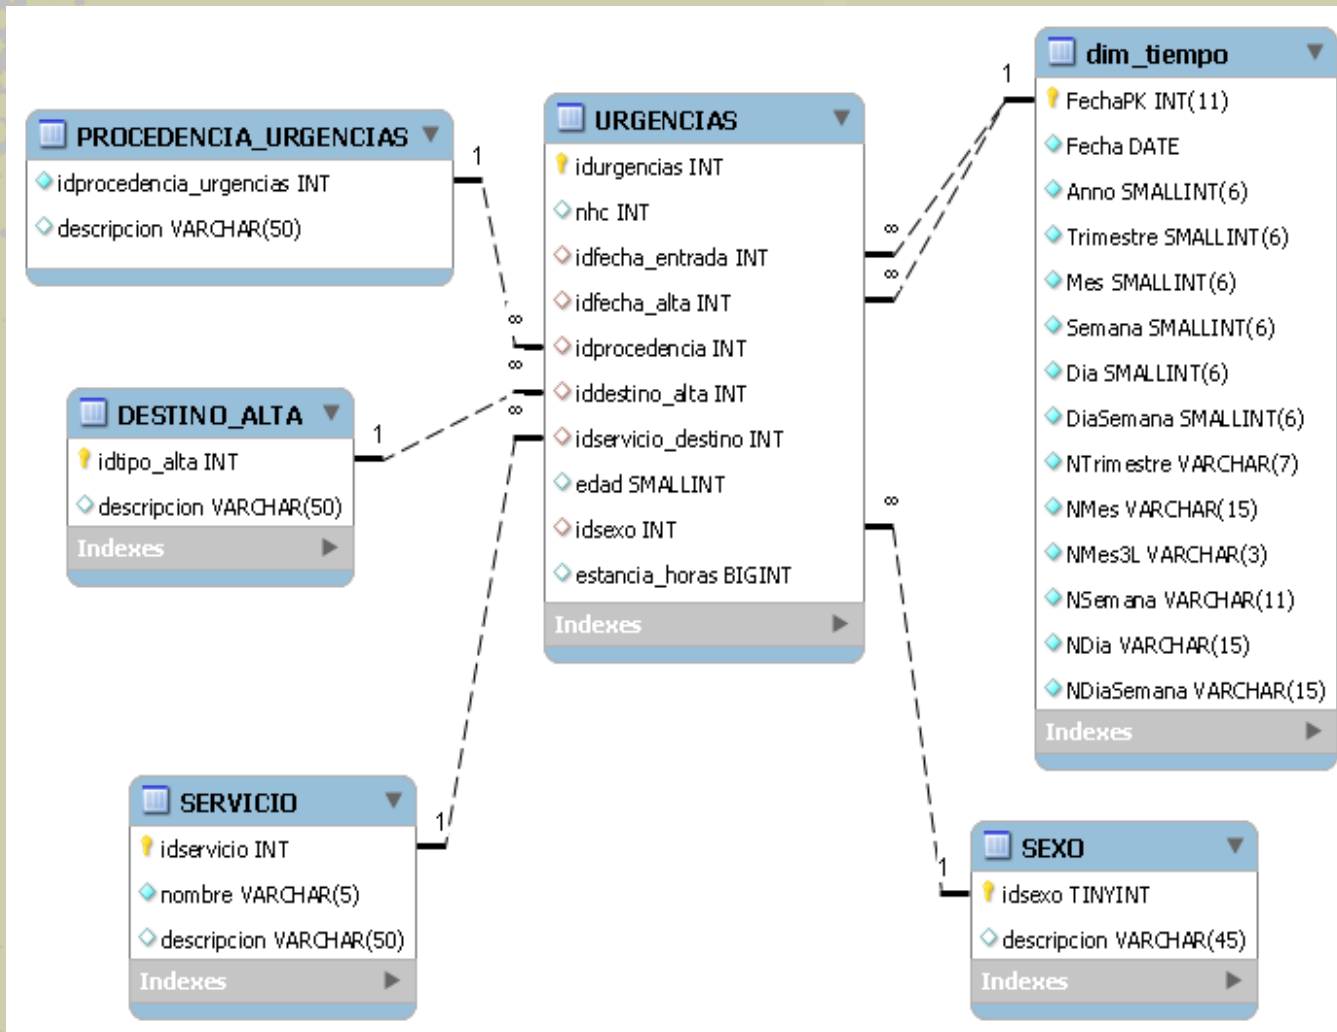 PROCEDENCIA_URGENCIAS
idprocedencia_urgencias INT
descripcion VARCHAR(50)
1
∞
DESTINO_ALTA
idtipo_alta INT
descripcion VARCHAR(50)
Indexes
1
∞
SERVICIO
idservicio INT
nombre VARCHAR(5)
descripcion VARCHAR(50)
Indexes
1
∞
URGENCIAS
idurgencias INT
nhc INT
idfecha_entrada INT
idfecha_alta INT
idprocedencia INT
iddestino_alta INT
idservicio_destino INT
edad SMALLINT
idsexo INT
estancia_horas BIGINT
Indexes
1
∞
∞
dim_tiempo
FechaPK INT(11)
Fecha DATE
Anno SMALLINT(6)
Trimestre SMALLINT(6)
Mes SMALLINT(6)
Semana SMALLINT(6)
Dia SMALLINT(6)
DiaSemana SMALLINT(6)
NTrimestre VARCHAR(7)
NMes VARCHAR(15)
NMes3L VARCHAR(3)
NSemana VARCHAR(11)
NDia VARCHAR(15)
NDiaSemana VARCHAR(15)
Indexes
∞
1
SEXO
idsexo TINYINT
descripcion VARCHAR(45)
Indexes